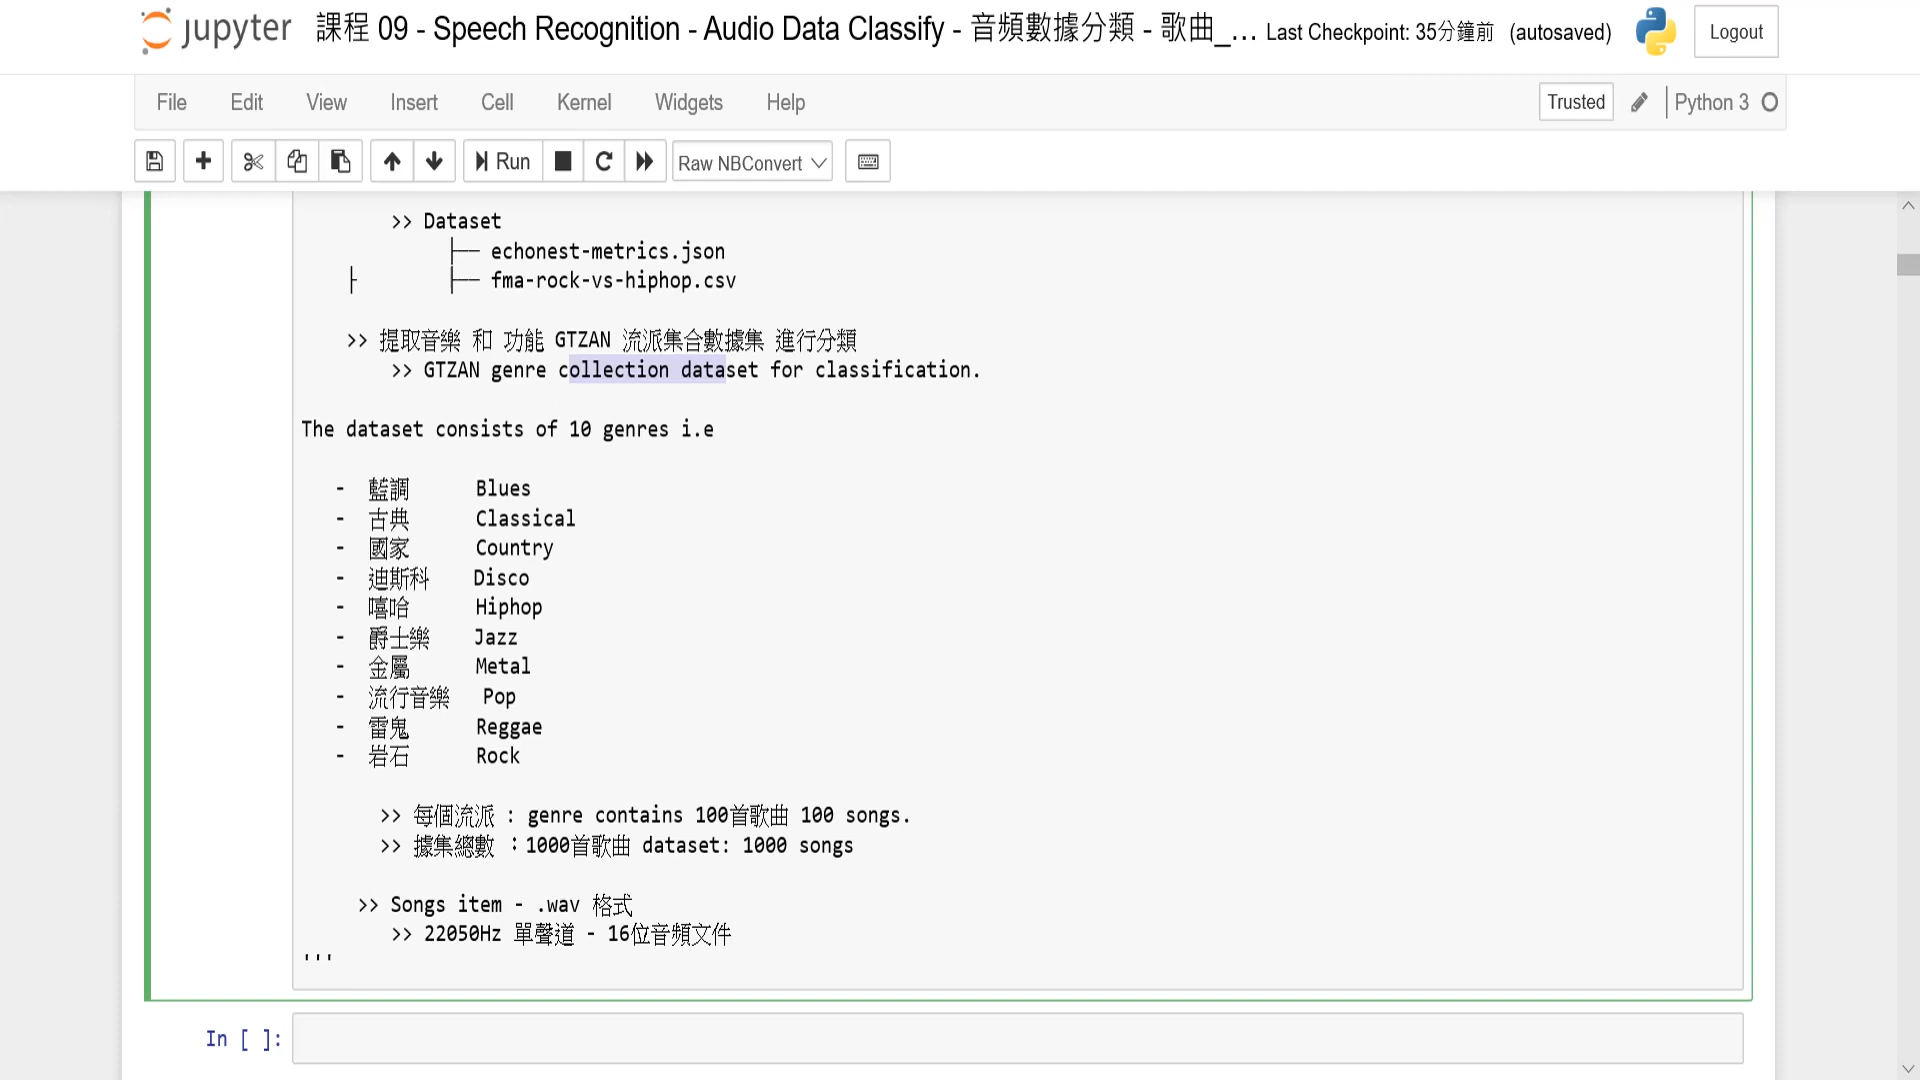 jupyter 課程 09 - Speech Recognition - Audio Data Classify - 音頻數據分類 - 歌曲_... Last Checkpoint: 35分鐘前 (autosaved) Logout
File Edit View Insert Cell Kernel Widgets Help Trusted Python 3
Run Raw NBConvert
>> Dataset
├── echonest-metrics.json
├ ├── fma-rock-vs-hiphop.csv
>> 提取音樂 和 功能 GTZAN 流派集合數據集 進行分類
>> GTZAN genre collection dataset for classification.
The dataset consists of 10 genres i.e
- 藍調 Blues
- 古典 Classical
- 國家 Country
- 迪斯科 Disco
- 嘻哈 Hiphop
- 爵士樂 Jazz
- 金屬 Metal
- 流行音樂 Pop
- 雷鬼 Reggae
- 岩石 Rock
>> 每個流派 : genre contains 100首歌曲 100 songs.
>> 據集總數 ：1000首歌曲 dataset: 1000 songs
>> Songs item - .wav 格式
>> 22050Hz 單聲道 - 16位音頻文件
'''
In [ ]: